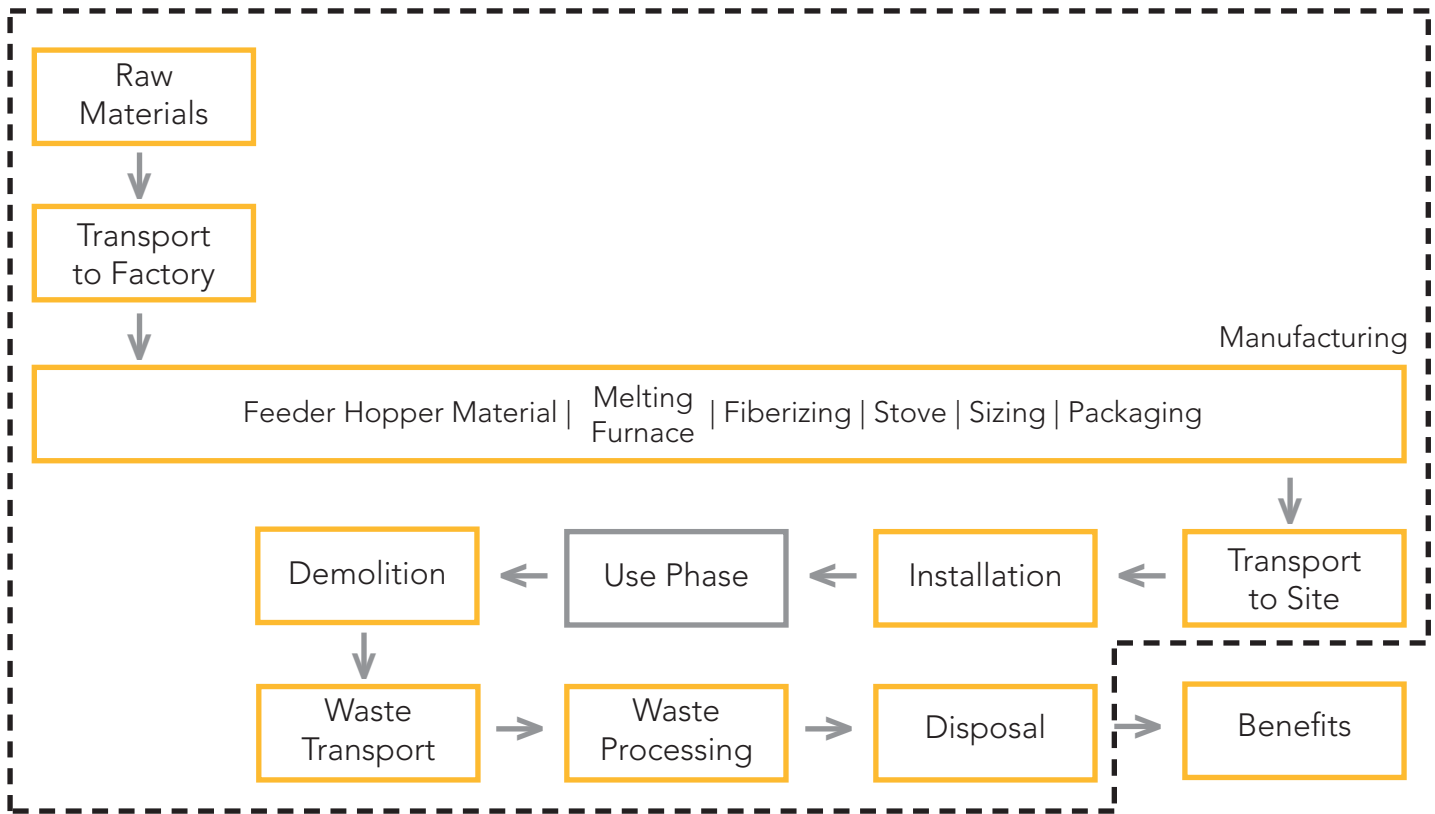 Raw
Materials
Transport
to Factory
Manufacturing
Feeder Hopper Material | Melting Furnace | Fiberizing | Stove | Sizing | Packaging
Demolition
Use Phase
Installation
Transport
to Site
Waste
Transport
Waste
Processing
Disposal
Benefits